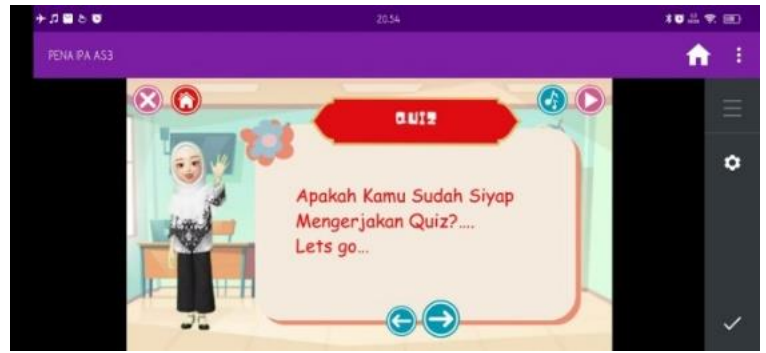 20.54
PENA IPA AS3
QUIZ
Apakah Kamu Sudah Siyap
Mengerjakan Quiz?....
Lets go...